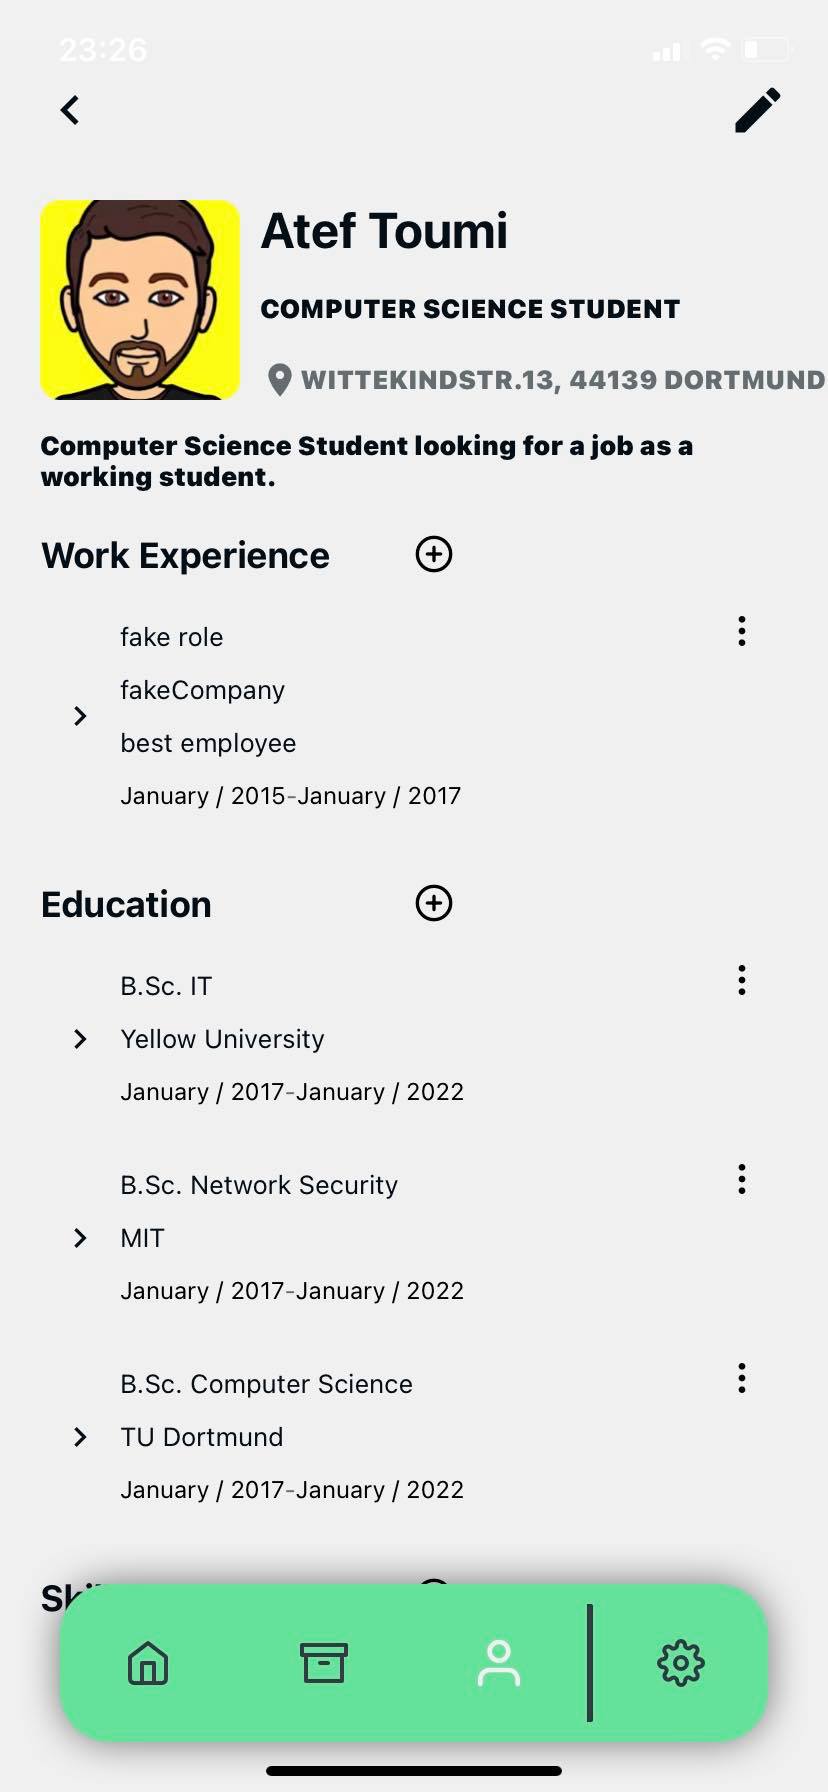 23:26
Atef Toumi
COMPUTER SCIENCE STUDENT
WITTEKINDSTR.13, 44139 DORTMUND
Computer Science Student looking for a job as a
working student.
Work Experience
fake role
fakeCompany
best employee
January / 2015-January / 2017
Education
B.Sc. IT
Yellow University
January / 2017-January / 2022
B.Sc. Network Security
MIT
January / 2017-January / 2022
B.Sc. Computer Science
TU Dortmund
January / 2017-January / 2022